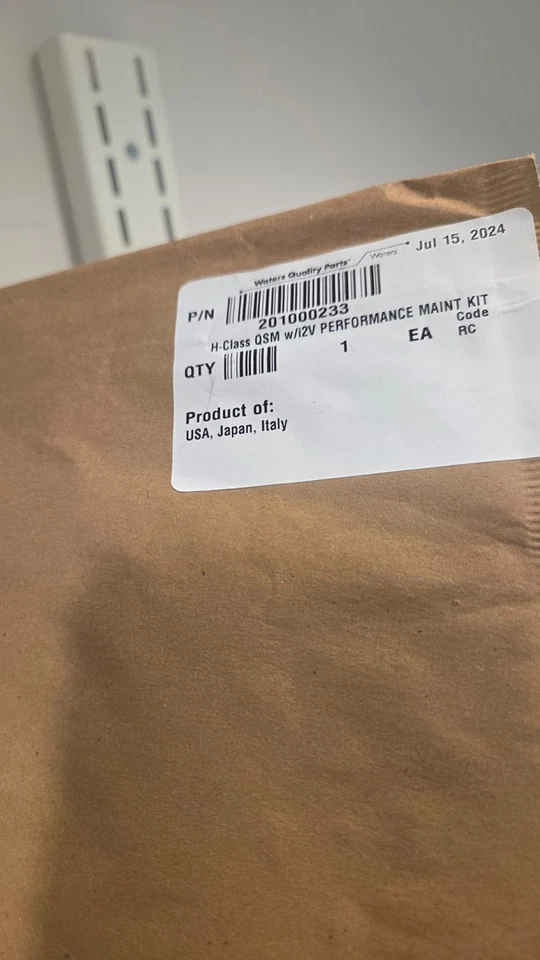 Waters Quality Parts™ Waters Jul 15, 2024
P/N
201000233
H-Class QSM w/i2V PERFORMANCE MAINT KIT
QTY 1 EA Code
RC
Product of:
USA, Japan, Italy